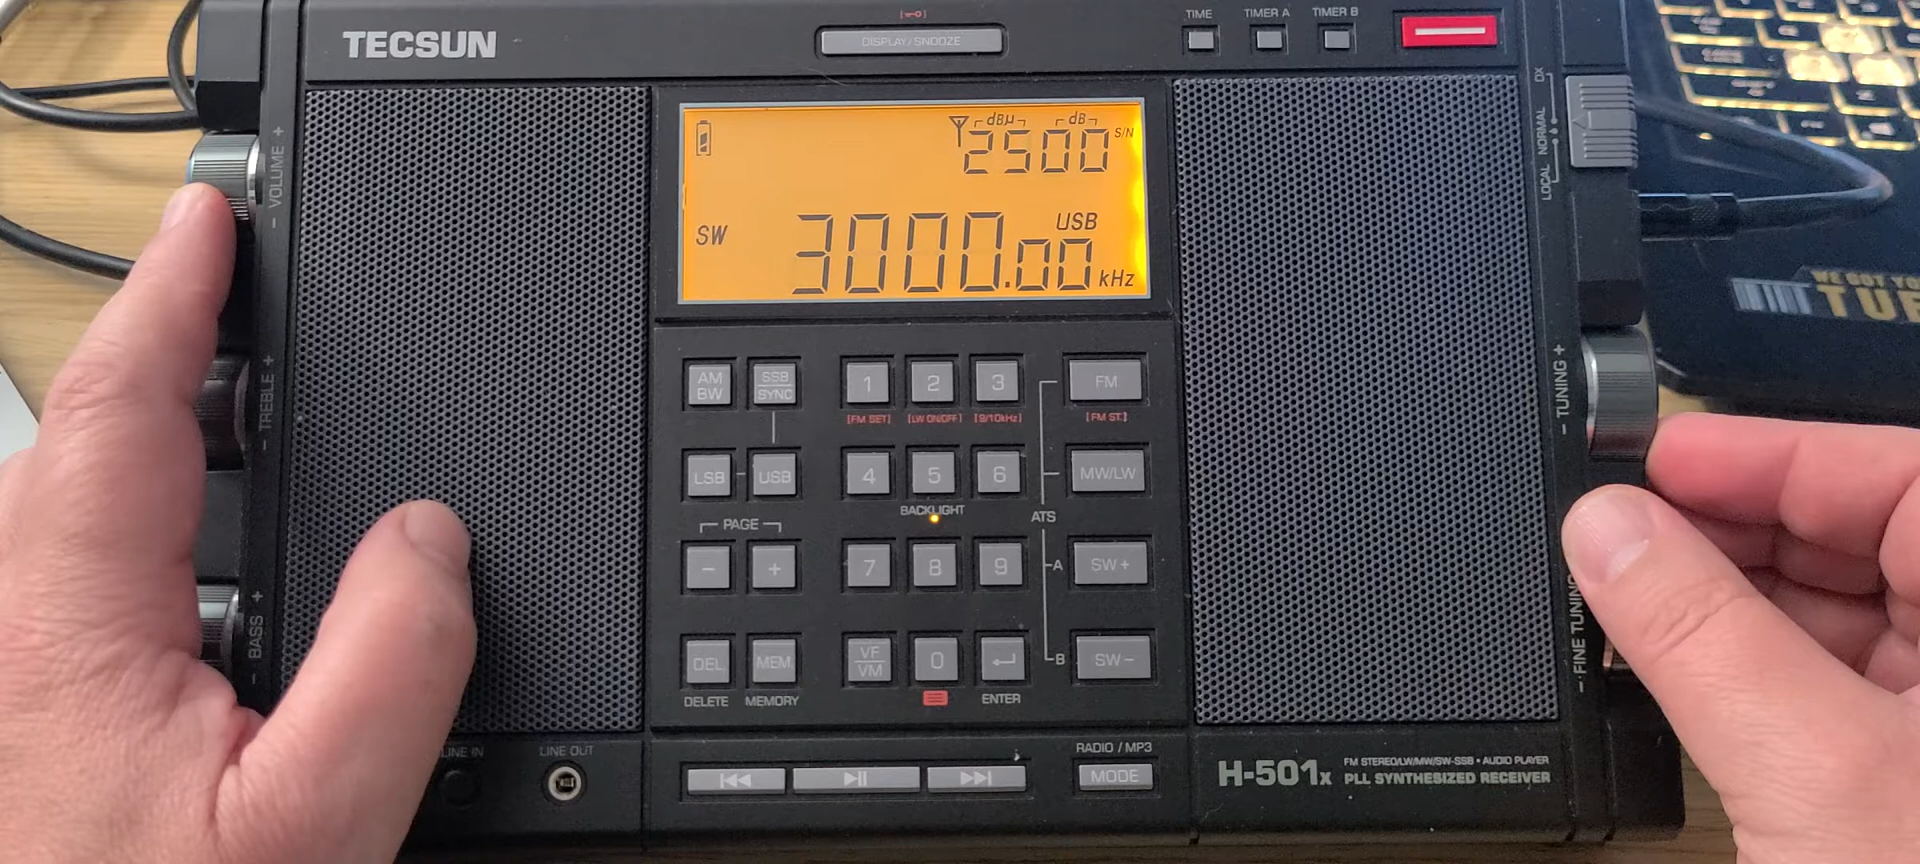 TECSUN
DISPLAY/SNOOZE
TIME
TIMER A
TIMER B
- VOLUME +
- TREBLE +
- BASS +
dBµ
dB
2500
S/N
SW
3000.00
USB
kHz
DX
NORMAL
LOCAL
- TUNING +
- FINE TUNING
AM
BW
SSB
SYNC
1
2
3
FM
[FM SET]
[LW ON/OFF]
[9/10kHz]
[FM ST.]
LSB
USB
4
5
6
MW/LW
BACKLIGHT
ATS
PAGE
-
+
7
8
9
A
SW+
DEL
MEM
VF
VM
0
B
SW-
DELETE
MEMORY
ENTER
LINE IN
LINE OUT
RADIO / MP3
MODE
H-501x
FM STEREO/LW/MW/SW-SSB • AUDIO PLAYER
PLL SYNTHESIZED RECEIVER
WE GOT YO
TUF